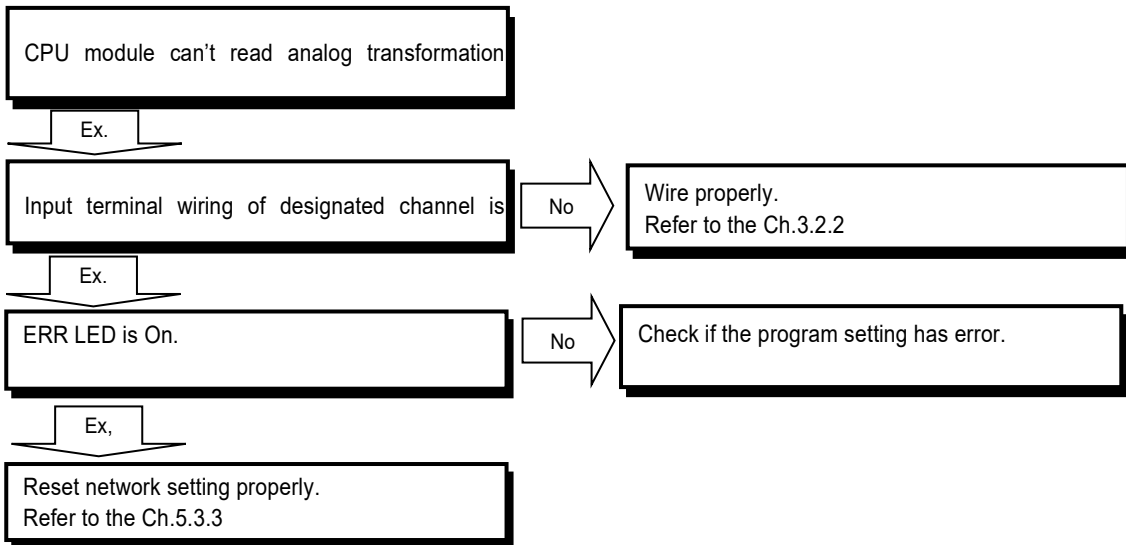 CPU module can't read analog transformation
Ex.
Input terminal wiring of designated channel is
No
Wire properly.
Refer to the Ch.3.2.2
Ex.
ERR LED is On.
No
Check if the program setting has error.
Ex,
Reset network setting properly.
Refer to the Ch.5.3.3